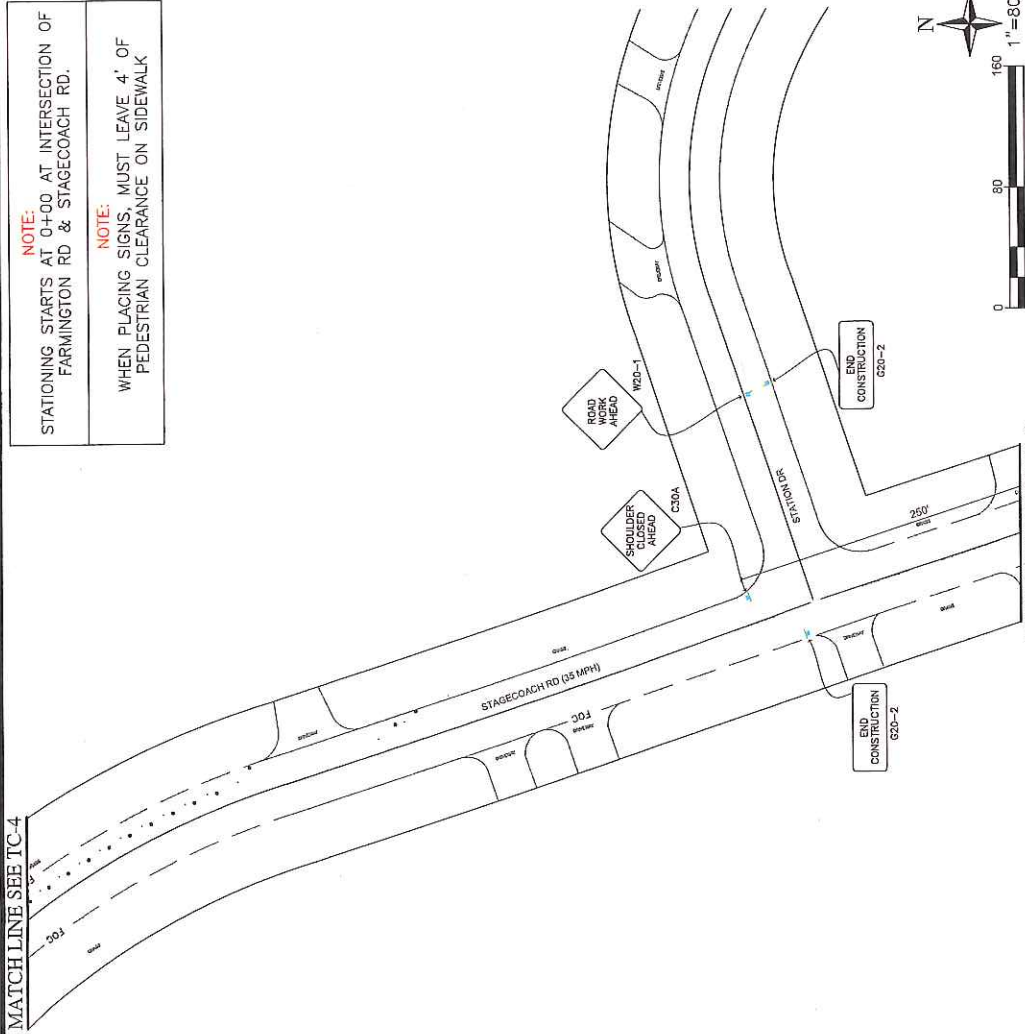 NOTE:
STATIONING STARTS AT 0+00 AT INTERSECTION OF
FARMINGTON RD & STAGECOACH RD.
NOTE:
WHEN PLACING SIGNS, MUST LEAVE 4' OF
PEDESTRIAN CLEARANCE ON SIDEWALK
MATCH LINE SEE TC-4
FOC
STAGECOACH RD (35 MPH)
FOC
SHOULDER
CLOSED
AHEAD
C30A
ROAD
WORK
AHEAD
W20-1
STATION DR
END
CONSTRUCTION
G20-2
END
CONSTRUCTION
G20-2
250'
N
0
80
160
1"=80